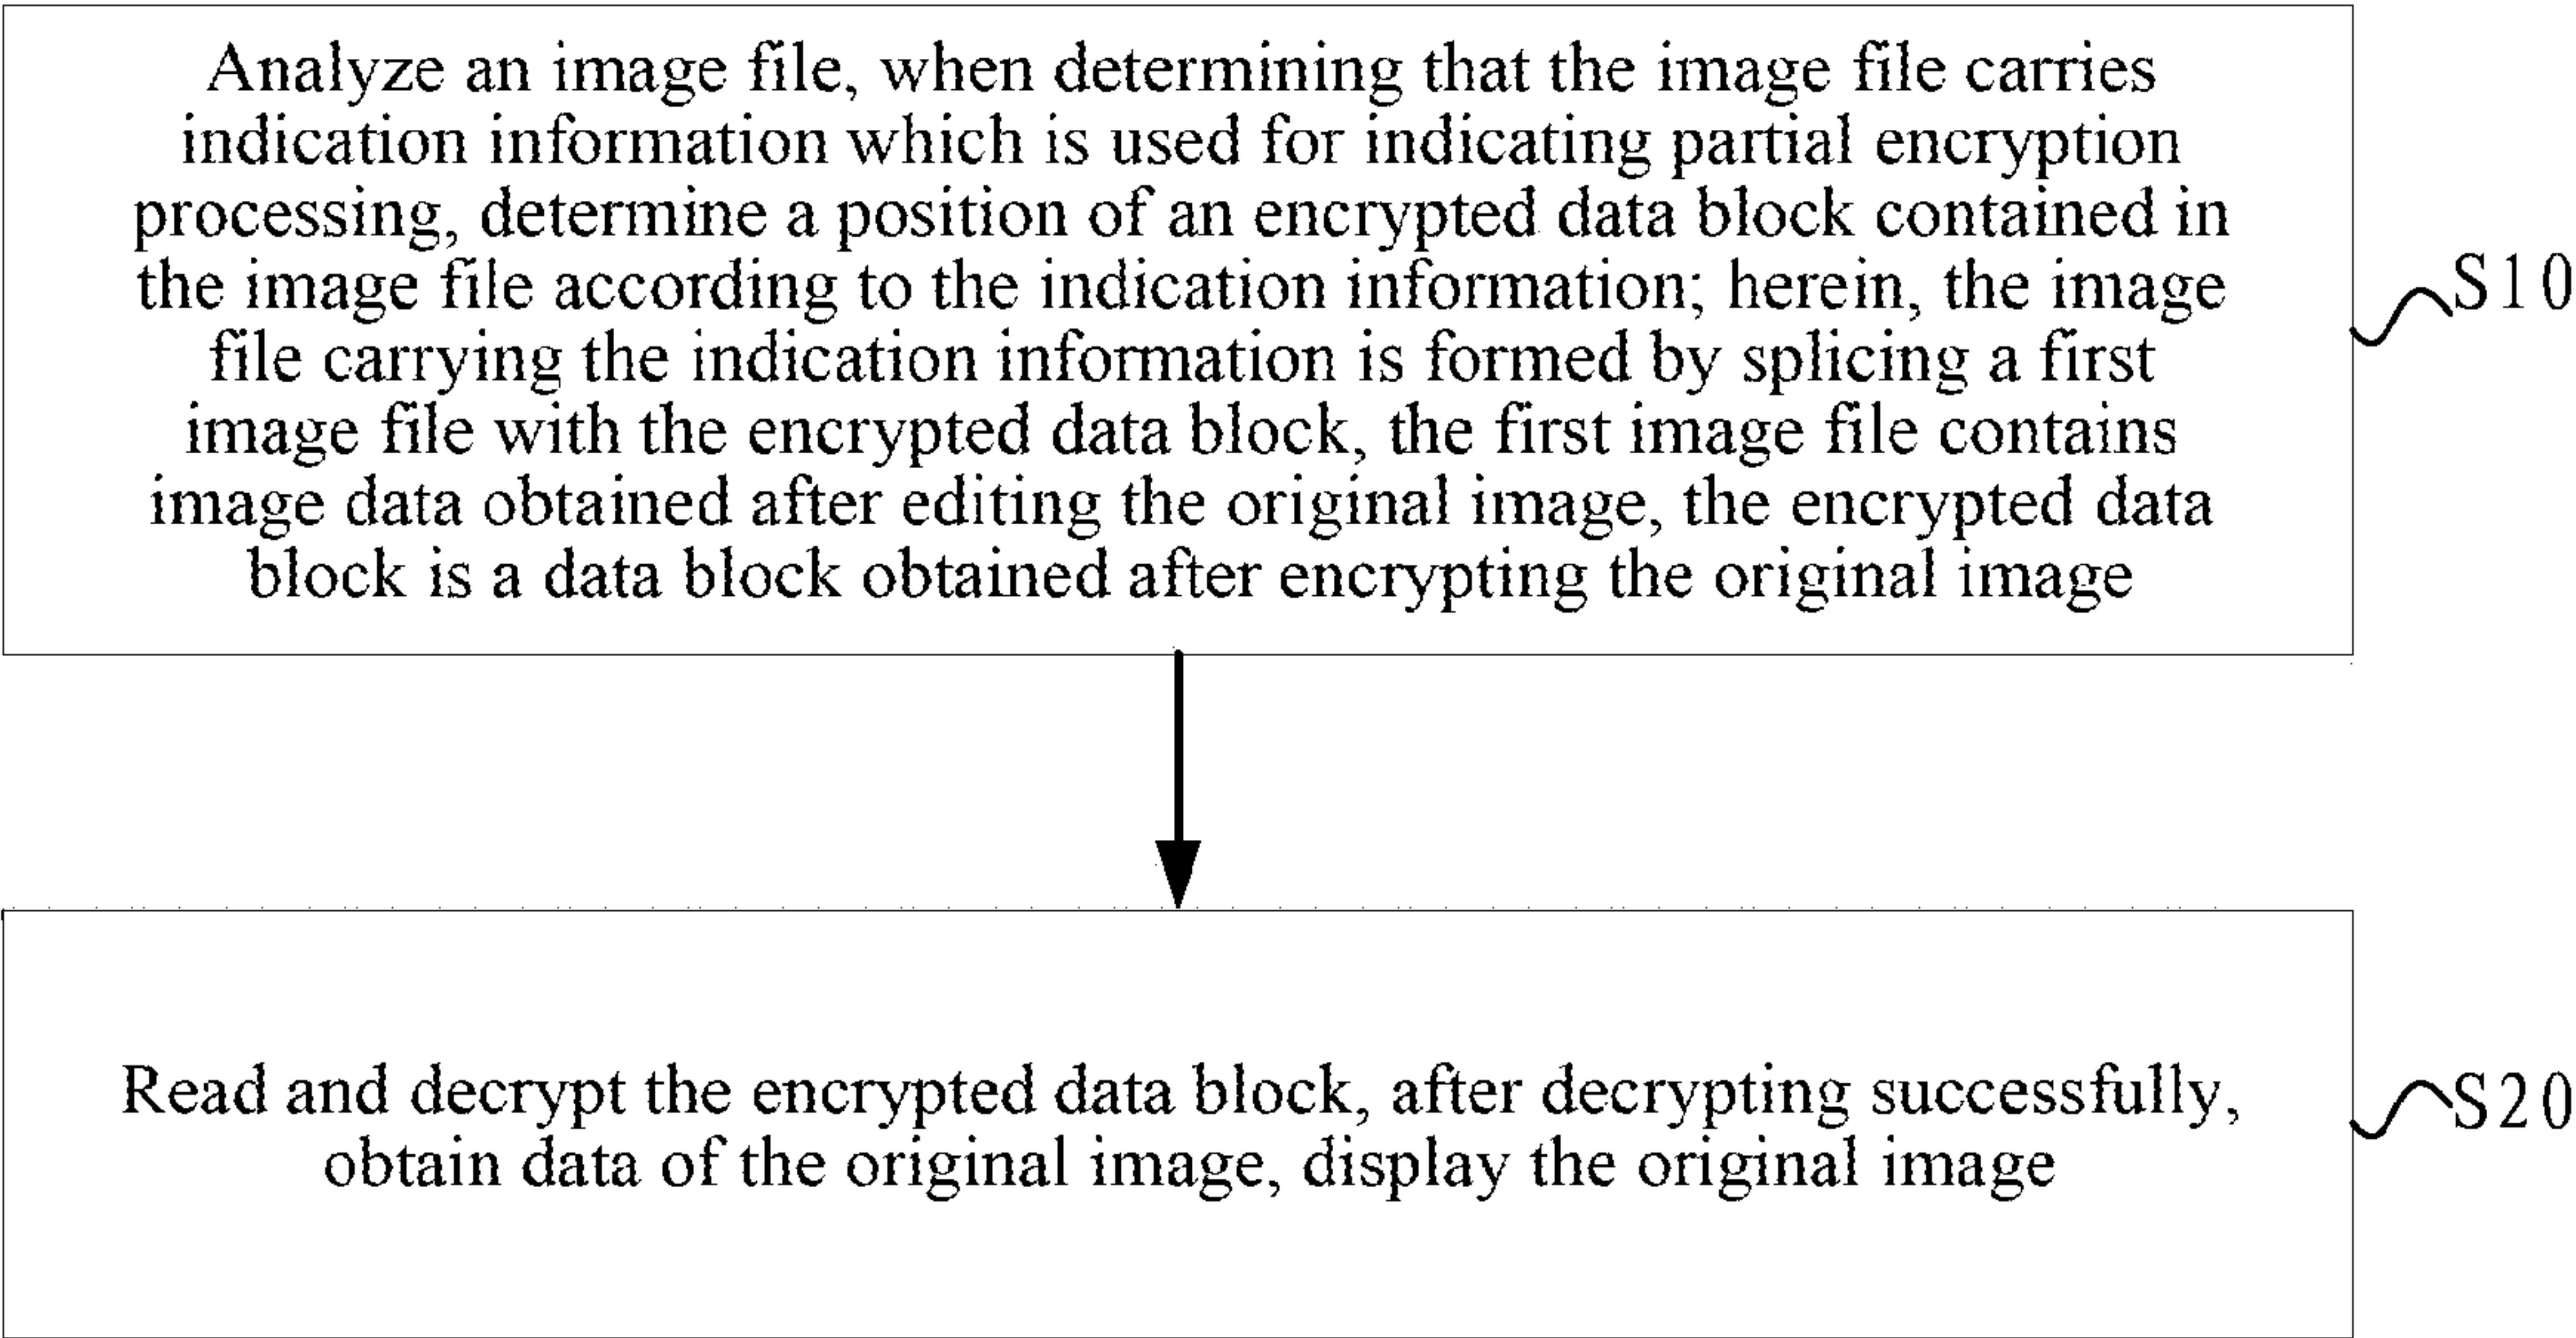 Analyze an image file, when determining that the image file carries
indication information which is used for indicating partial encryption
processing, determine a position of an encrypted data block contained in
the image file according to the indication information; herein, the image
file carrying the indication information is formed by splicing a first
image file with the encrypted data block, the first image file contains
image data obtained after editing the original image, the encrypted data
block is a data block obtained after encrypting the original image
S10
Read and decrypt the encrypted data block, after decrypting successfully,
obtain data of the original image, display the original image
S20